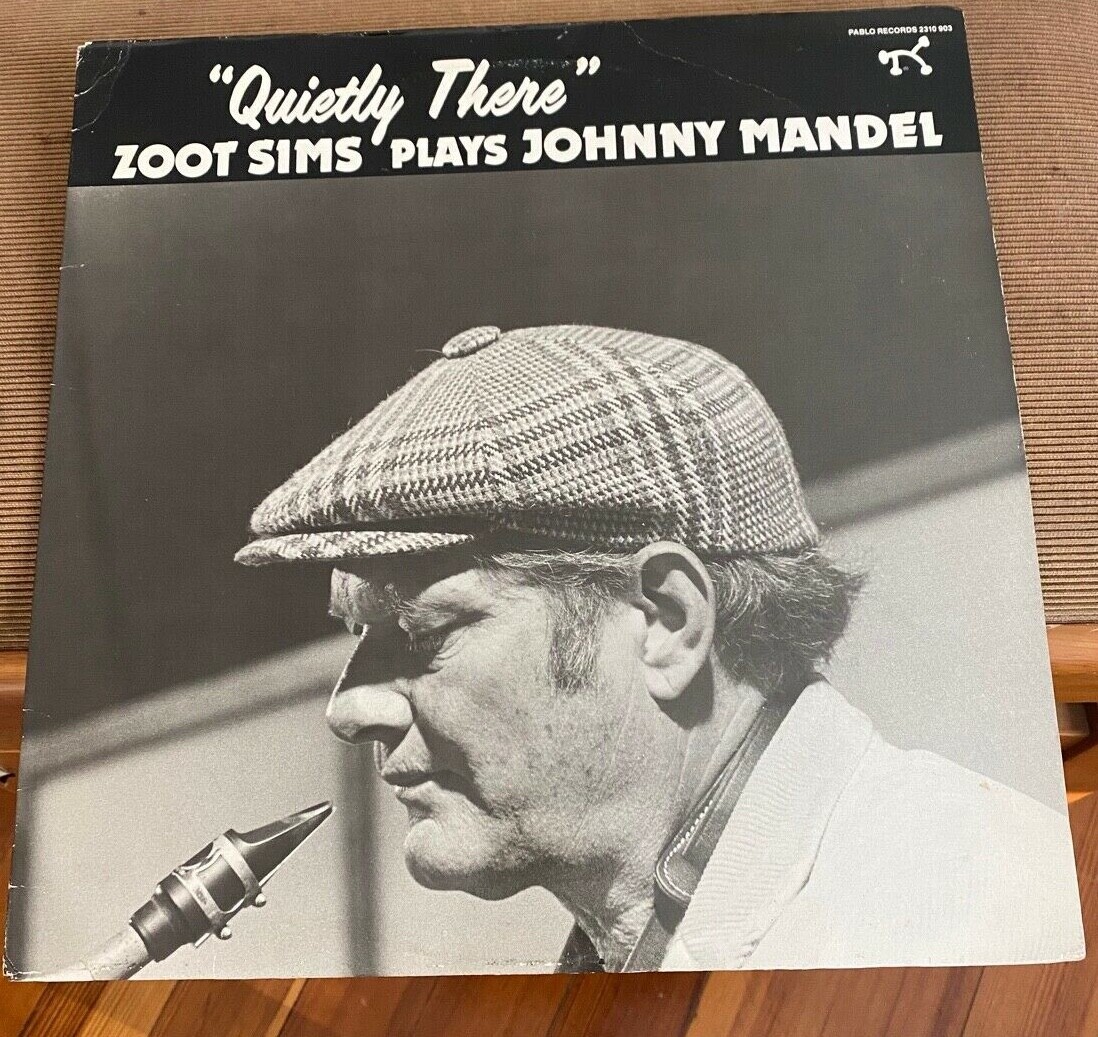 PABLO RECORDS 2310 903
“Quietly There”
ZOOT SIMS PLAYS JOHNNY MANDEL